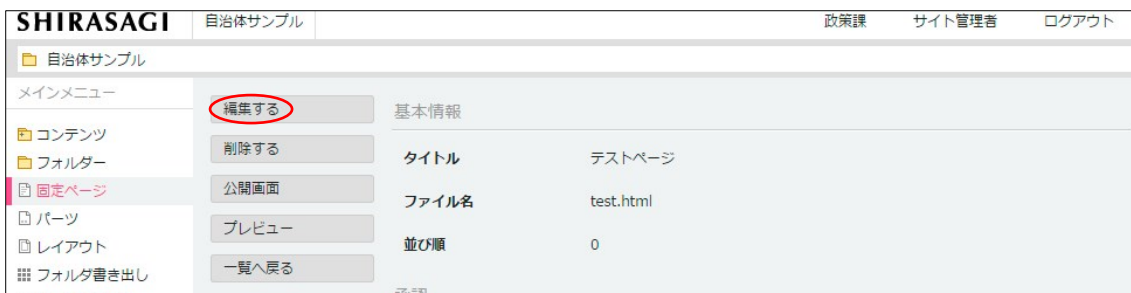 SHIRASAGI 自治体サンプル 政策課 サイト管理者 ログアウト
自治体サンプル
メインメニュー
コンテンツ
フォルダー
固定ページ
パーツ
レイアウト
フォルダ書き出し
編集する
削除する
公開画面
プレビュー
一覧へ戻る
基本情報
タイトル テストページ
ファイル名 test.html
並び順 0
承認